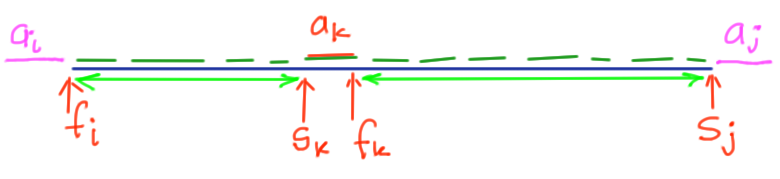 aᵢ aₖ aⱼ
fᵢ sₖ fₖ sⱼ